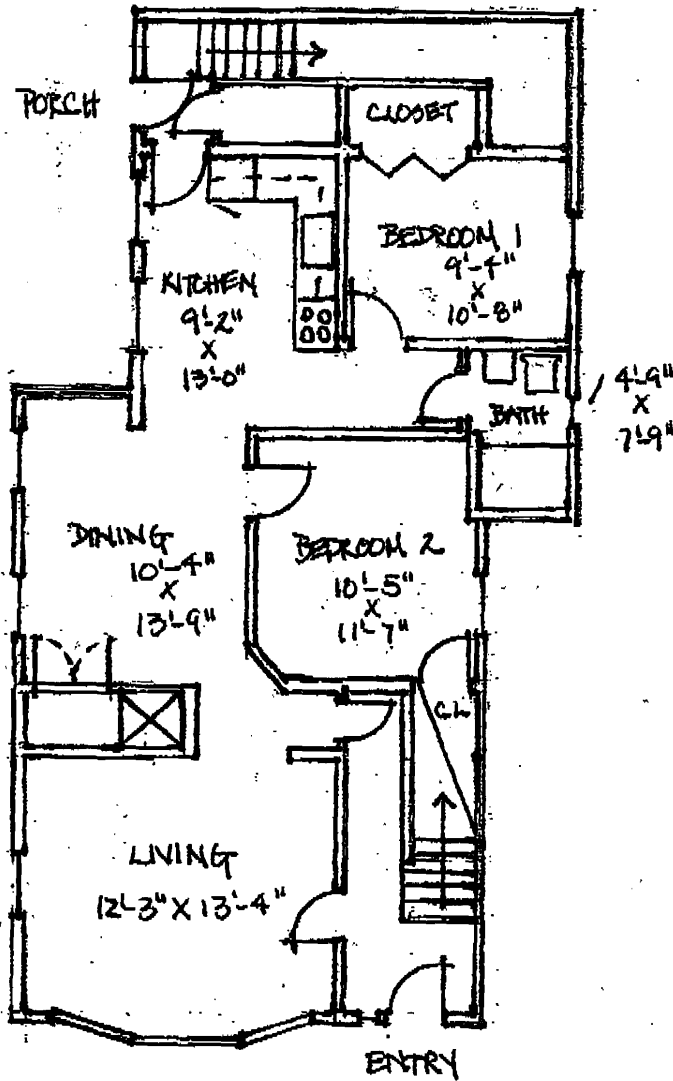 PORCH
CLOSET
BEDROOM 1
9'-4"
X
10'-8"
KITCHEN
9'-2"
X
13'-0"
BATH
4'-9"
X
7'-9"
DINING
10'-4"
X
13'-9"
BEDROOM 2
10'-5"
X
11'-7"
CL
LIVING
12'-3" X 13'-4"
ENTRY